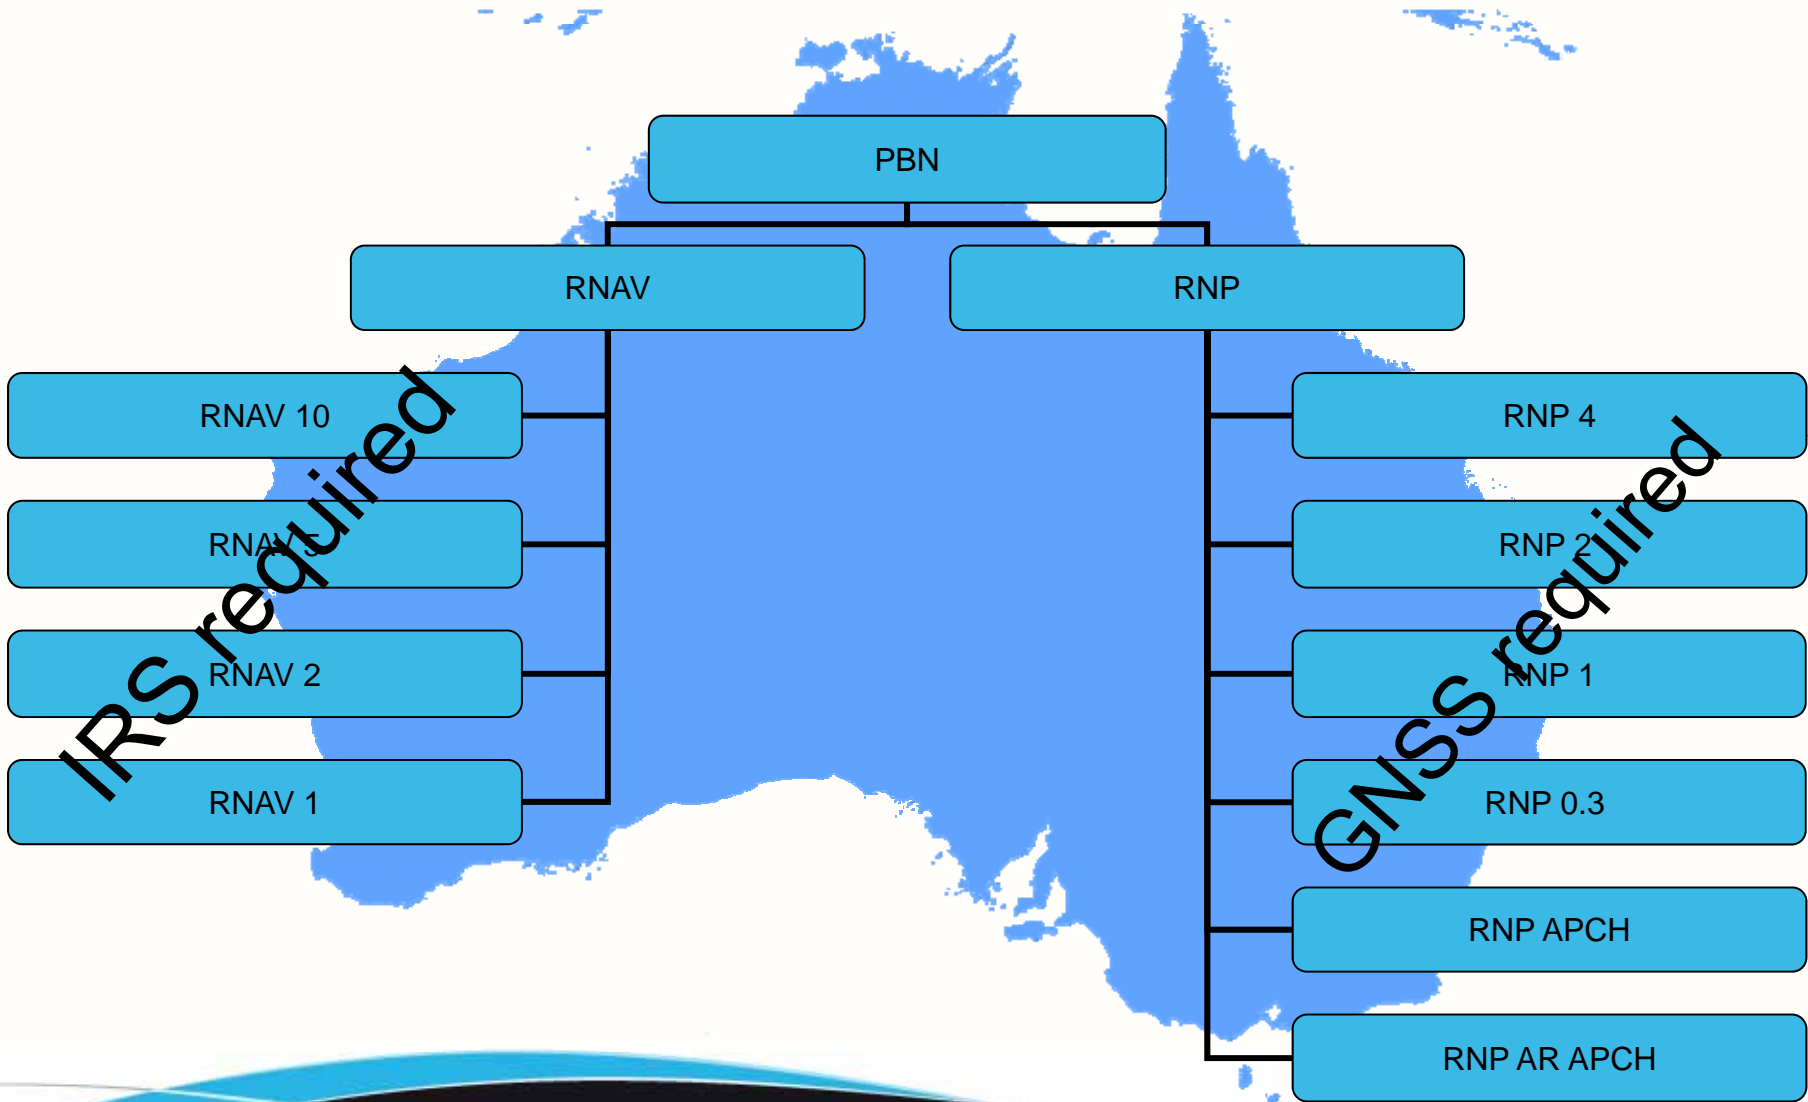 PBN
RNAV
RNP
RNAV 10
RNAV 5
RNAV 2
RNAV 1
IRS required
RNP 4
RNP 2
RNP 1
RNP 0.3
RNP APCH
RNP AR APCH
GNSS required